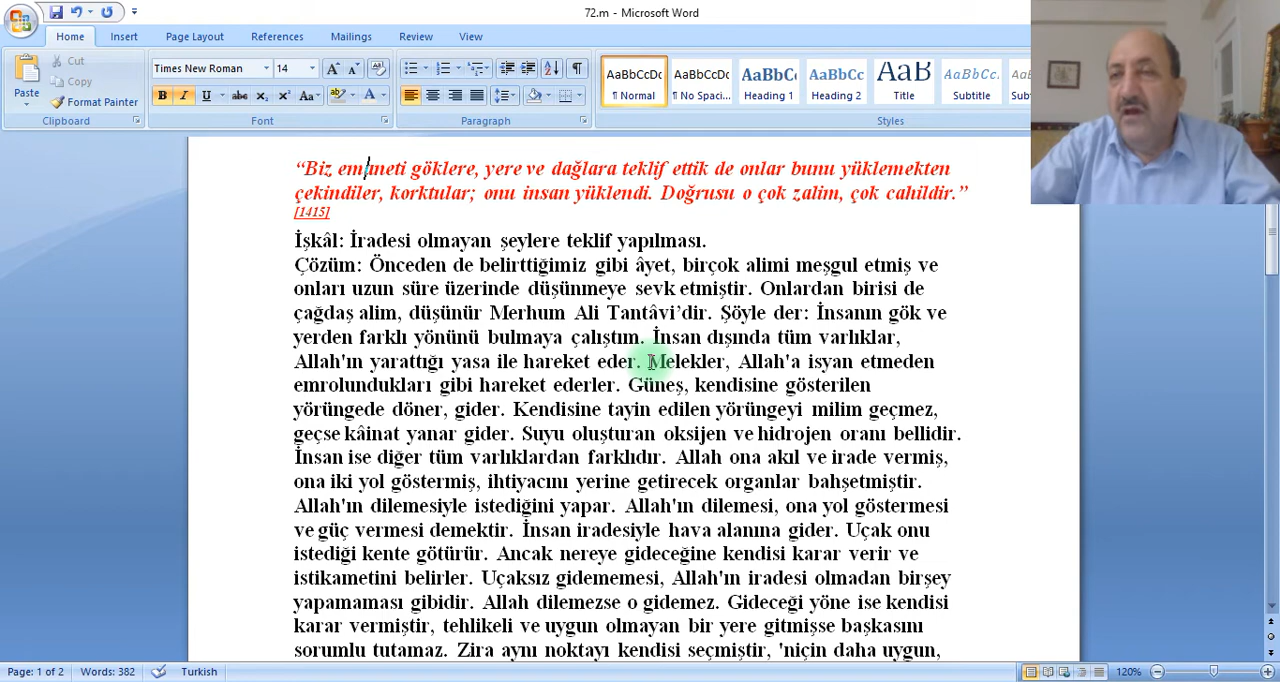 72.m - Microsoft Word
Home Insert Page Layout References Mailings Review View
Paste
Cut
Copy
Format Painter
Times New Roman 14
AaBbCcDc AaBbCcDc AaBbCc AaBbCc AaB AaBbCc.
¶ Normal ¶ No Spaci... Heading 1 Heading 2 Title Subtitle
Clipboard Font Paragraph Styles
“Biz emaneti göklere, yere ve dağlara teklif ettik de onlar bunu yüklemekten
çekindiler, korktular; onu insan yüklendi. Doğrusu o çok zalim, çok cahildir.”
[1415]
İşkâl: İradesi olmayan şeylere teklif yapılması.
Çözüm: Önceden de belirttiğimiz gibi âyet, birçok alimi meşgul etmiş ve
onları uzun süre üzerinde düşünmeye sevk etmiştir. Onlardan birisi de
çağdaş alim, düşünür Merhum Ali Tantâvi’dir. Şöyle der: İnsanın gök ve
yerden farklı yönünü bulmaya çalıştım. İnsan dışında tüm varlıklar,
Allah'ın yarattığı yasa ile hareket eder. Melekler, Allah'a isyan etmeden
emrolundukları gibi hareket ederler. Güneş, kendisine gösterilen
yörüngede döner, gider. Kendisine tayin edilen yörüngeyi milim geçmez,
geçse kâinat yanar gider. Suyu oluşturan oksijen ve hidrojen oranı bellidir.
İnsan ise diğer tüm varlıklardan farklıdır. Allah ona akıl ve irade vermiş,
ona iki yol göstermiş, ihtiyacını yerine getirecek organlar bahşetmiştir.
Allah'ın dilemesiyle istediğini yapar. Allah'ın dilemesi, ona yol göstermesi
ve güç vermesi demektir. İnsan iradesiyle hava alanına gider. Uçak onu
istediği kente götürür. Ancak nereye gideceğine kendisi karar verir ve
istikametini belirler. Uçaksız gidememesi, Allah'ın iradesi olmadan birşey
yapamaması gibidir. Allah dilemezse o gidemez. Gideceği yöne ise kendisi
karar vermiştir, tehlikeli ve uygun olmayan bir yere gitmişse başkasını
sorumlu tutamaz. Zira aynı noktayı kendisi seçmiştir, 'niçin daha uygun,
Page: 1 of 2 Words: 382 Turkish 120%